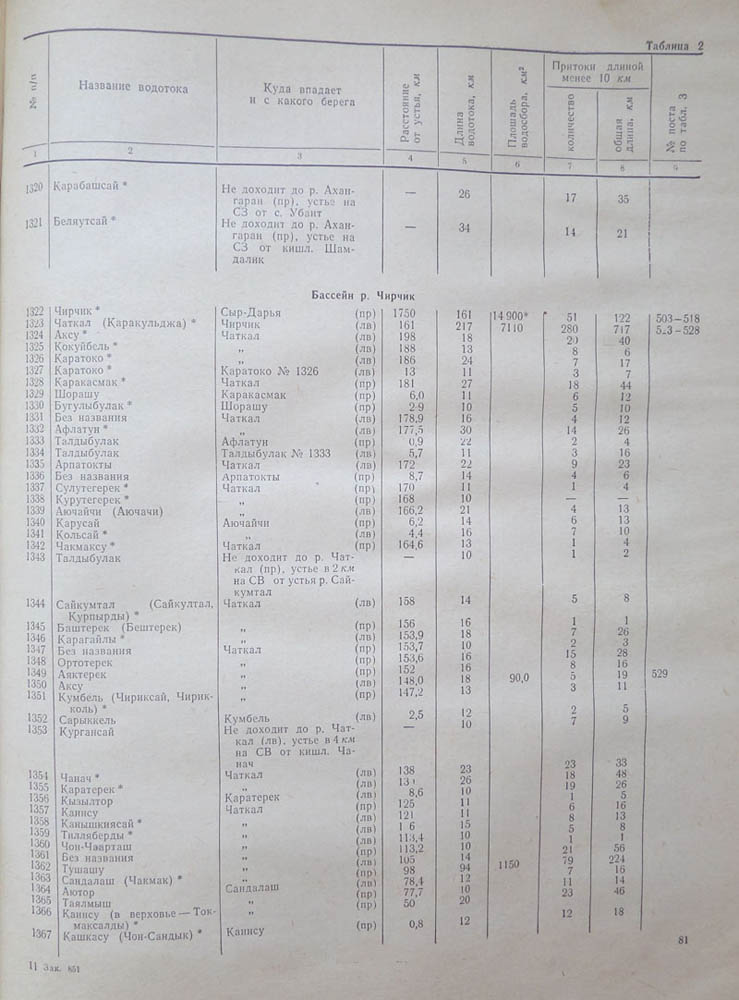 Таблица 2
№ п/п | Название водотока | Куда впадает и с какого берега | Расстояние от устья, км | Длина водотока, км | Площадь водосбора, км² | Притоки длиной менее 10 км: количество | общая длина, км | № поста по табл. 3
1 | 2 | 3 | 4 | 5 | 6 | 7 | 8 | 9
1320 Карабашсай * Не доходит до р. Ахан- — 26 17 35
гаран (пр), устье на
СЗ от с. Убаит
1321 Беляутсай * Не доходит до р. Ахан- — 34 14 21
гаран (пр), устье на
СЗ от кишл. Шам-
далик
Бассейн р. Чирчик
1322 Чирчик * Сыр-Дарья (пр) 1750 161 14 900* 51 122 503—518
1323 Чаткал (Каракульджа) * Чирчик (лв) 161 217 7110 280 717 5 3—528
1324 Аксу * Чаткал (лв) 198 18 20 40
1325 Кокуйбель * „ (лв) 188 13 8 6
1326 Каратоко * „ (лв) 186 24 7 17
1327 Каратоко * Каратоко № 1326 (лв) 13 11 3 7
1328 Каракасмак * Чаткал (пр) 181 27 18 44
1329 Шорашу Каракасмак (пр) 6,0 11 6 12
1330 Бугулыбулак * Шорашу (пр) 2 9 10 5 10
1331 Без названия Чаткал (лв) 178,9 16 4 12
1332 Афлатун * „ (лв) 177,5 30 14 26
1333 Талдыбулак Афлатун (пр) 0,9 22 2 4
1334 Талдыбулак Талдыбулак № 1333 (лв) 5,7 11 3 16
1335 Арпатокты Чаткал (лв) 172 22 9 23
1336 Без названия Арпатокты (пр) 8,7 14 4 6
1337 Сулутегерек * Чаткал (пр) 170 11 1 4
1338 Курутегерек * „ (пр) 168 10 — —
1339 Аючайчи (Аючачи) „ (лв) 166,2 21 4 13
1340 Карусай Аючайчи (пр) 6,2 14 6 13
1341 Кольсай * „ (лв) 4,4 16 7 10
1342 Чакмаксу * Чаткал (пр) 164,6 13 1 4
1343 Талдыбулак Не доходит до р. Чат- — 10 1 2
кал (пр), устье в 2 км
на СВ от устья р. Сай-
кумтал
1344 Сайкумтал (Сайкултал, Чаткал (лв) 158 14 5 8
Курпырды) *
1345 Баштерек (Бештерек) „ (пр) 156 16 1 1
1346 Карагайлы * „ (лв) 153,9 18 7 26
1347 Без названия Чаткал (пр) 153,7 10 2 3
1348 Ортотерек „ (пр) 153,6 16 15 28
1349 Аяктерек „ (пр) 152 16 8 16
1350 Аксу „ (лв) 148,0 18 90,0 5 19 529
1351 Кумбель (Чириксай, Чирик- „ (пр) 147,2 13 3 11
коль) *
1352 Сарыккель Кумбель (лв) 2,5 12 2 5
1353 Кургансай Не доходит до р. Чат- — 10 7 9
кал (лв), устье в 4 км
на СВ от кишл. Ча-
нач
1354 Чанач * Чаткал (лв) 138 23 23 33
1355 Каратерек * „ (лв) 26 18 48
1356 Кызылтор Каратерек (лв) 8,6 10 19 26
1357 Каинсу Чаткал (пр) 125 11 1 5
1358 Канышкиясай * „ (лв) 121 11 6 16
1359 Тилляберды * „ (лв) 1 6 15 8 13
1360 Чон-Чаарташ „ (лв) 113,4 10 5 8
1361 Без названия „ (пр) 113,2 10 1 1
1362 Тушашу „ (лв) 105 14 21 56
1363 Сандалаш (Чакмак) * „ (пр) 98 94 1150 79 224
1364 Аютор Сандалаш (лв) 78,4 12 7 16
1365 Таялмыш „ (пр) 77,7 10 11 14
1366 Каинсу (в верховье — Ток- „ (пр) 50 20 23 46
максалды) *
1367 Кашкасу (Чон-Сандык) * Каинсу (пр) 0,8 12 12 18
81
11 Зак. 851